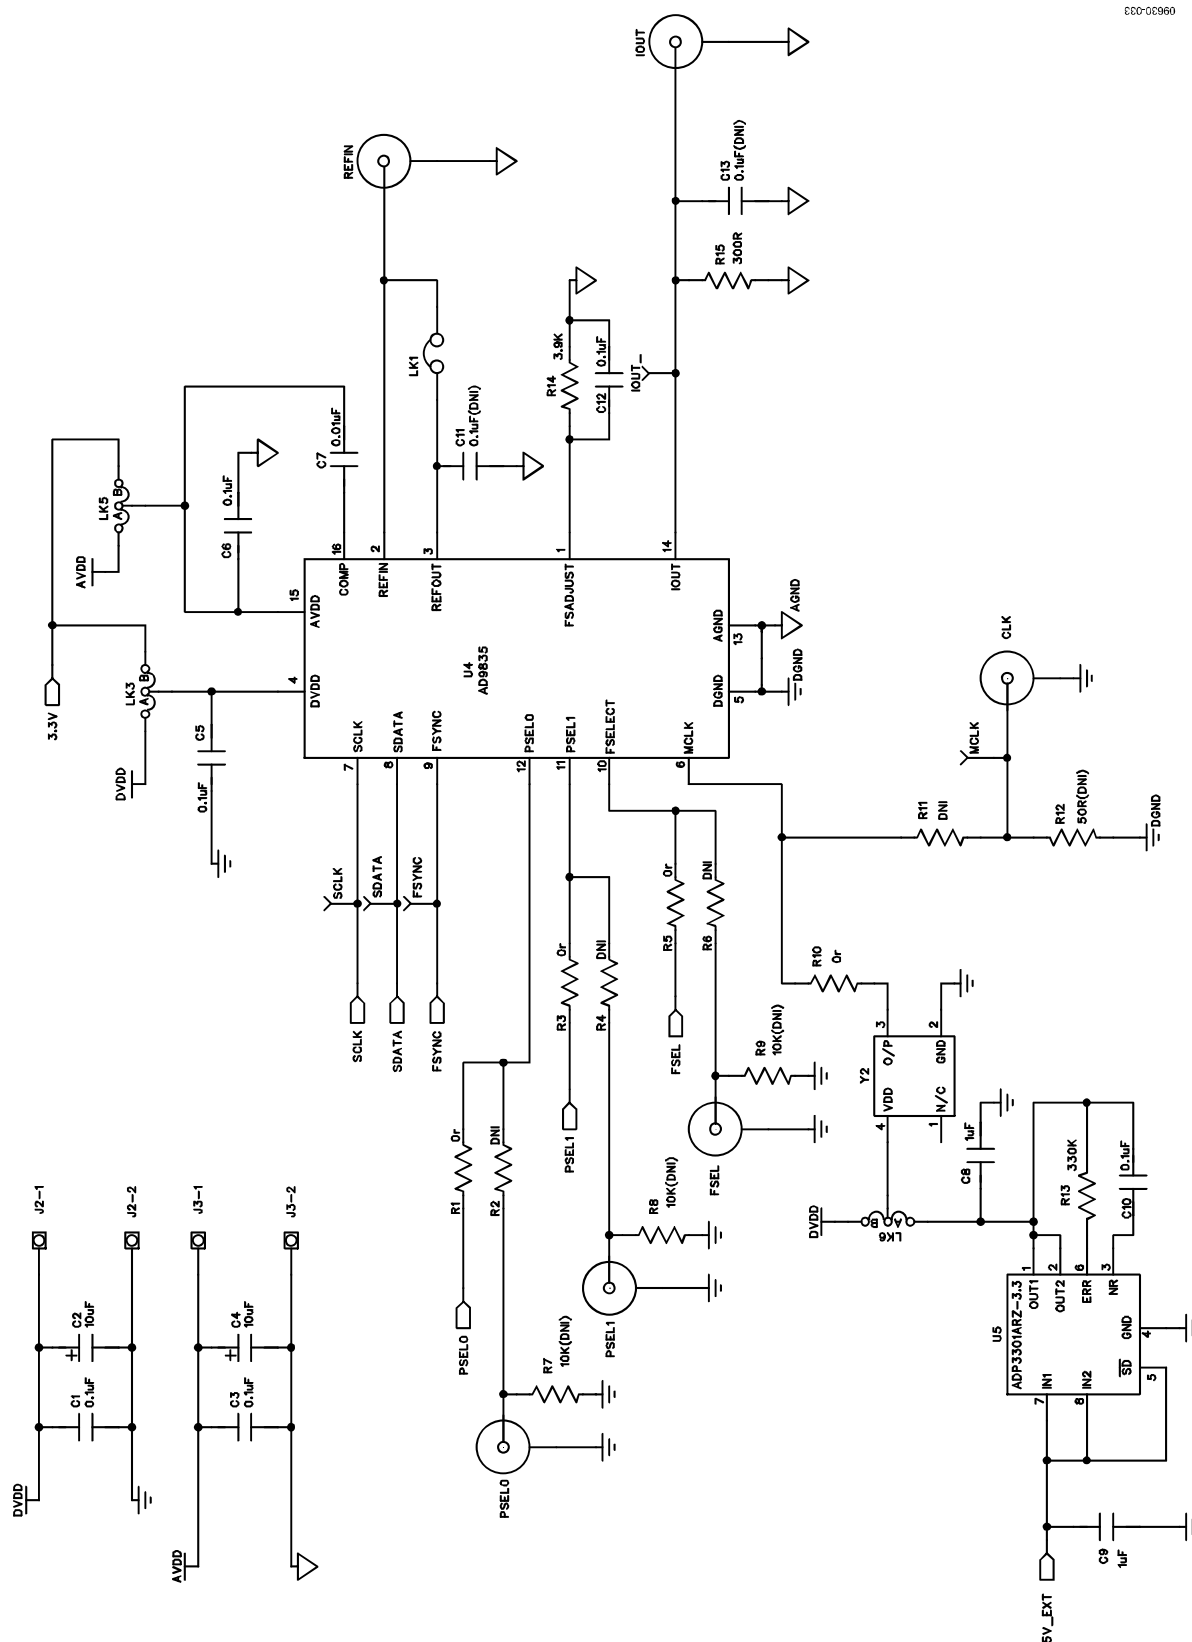 09630-033
IOUT
REFIN
C13
0.1uF(DNI)
R15
300R
LK1
R14
3.9K
C12
0.1uF
IOUT_
C11
0.1uF(DNI)
C7
0.01uF
LK5
A B
AVDD
C6
0.1uF
3.3V
LK3
A B
DVDD
C5
0.1uF
15
AVDD
4
DVDD
16
COMP
2
REFIN
3
REFOUT
1
FSADJUST
14
IOUT
U4
AD9835
SCLK
7
SDATA
8
FSYNC
9
PSEL0
12
PSEL1
11
FSELECT
10
MCLK
6
AGND
13
DGND
5
AGND
DGND
CLK
MCLK
R11
DNI
R12
50R(DNI)
DGND
SCLK
SDATA
FSYNC
SCLK
SDATA
FSYNC
R1
0r
R2
DNI
R3
0r
R4
DNI
R5
0r
R6
DNI
PSEL0
PSEL1
FSEL
R7
10K(DNI)
R8
10K(DNI)
R9
10K(DNI)
PSEL0
PSEL1
FSEL
R10
0r
Y2
3
O/P
2
GND
4
VDD
1
N/C
DVDD
LK6
A B
C8
1uF
R13
330K
C10
0.1uF
U5
ADP3301ARZ-3.3
1
OUT1
2
OUT2
6
ERR
3
NR
GND
4
SD
5
IN1
7
IN2
8
C9
1uF
5V_EXT
J2-1
J2-2
J3-1
J3-2
C2
10uF
+
C1
0.1uF
C4
10uF
+
C3
0.1uF
DVDD
AVDD